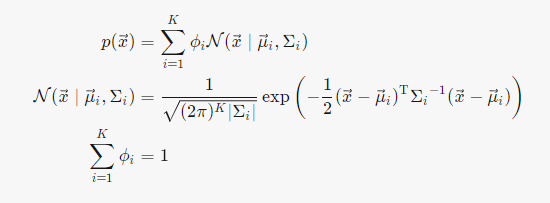 p(\vec{x}) = \sum_{i=1}^{K} \phi_i \mathcal{N}(\vec{x} \mid \vec{\mu}_i, \Sigma_i)
\mathcal{N}(\vec{x} \mid \vec{\mu}_i, \Sigma_i) = \frac{1}{\sqrt{(2\pi)^K |\Sigma_i|}} \exp\left(-\frac{1}{2}(\vec{x} - \vec{\mu}_i)^{\mathrm{T}} {\Sigma_i}^{-1} (\vec{x} - \vec{\mu}_i)\right)
\sum_{i=1}^{K} \phi_i = 1